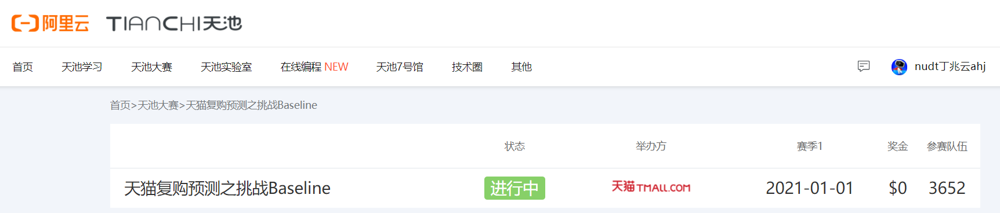 阿里云 TIANCHI天池
首页 天池学习 天池大赛 天池实验室 在线编程 NEW 天池7号馆 技术圈 其他 nudt丁兆云ahj
首页>天池大赛>天猫复购预测之挑战Baseline
状态 举办方 赛季1 奖金 参赛队伍
天猫复购预测之挑战Baseline 进行中 天猫 TMALL.COM 2021-01-01 $0 3652